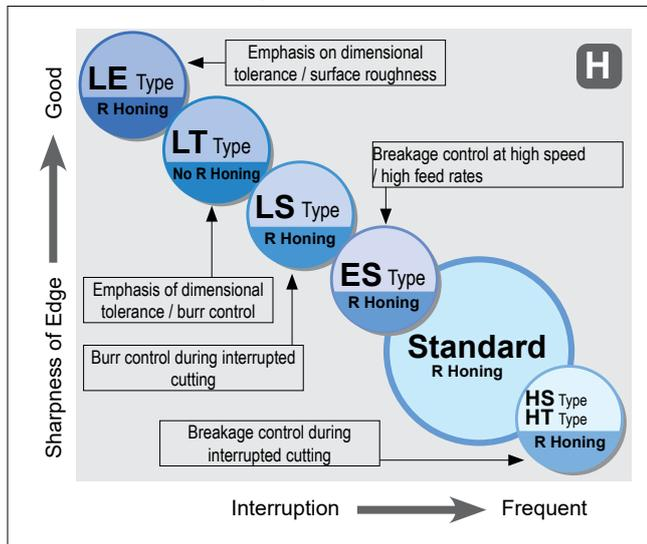 Emphasis on dimensional
tolerance / surface roughness
H
Good
LE Type
R Honing
LT Type
No R Honing
Breakage control at high speed
/ high feed rates
LS Type
R Honing
ES Type
R Honing
Emphasis of dimensional
tolerance / burr control
Standard
R Honing
Burr control during interrupted
cutting
HS Type
HT Type
R Honing
Breakage control during
interrupted cutting
Sharpness of Edge
Interruption
Frequent